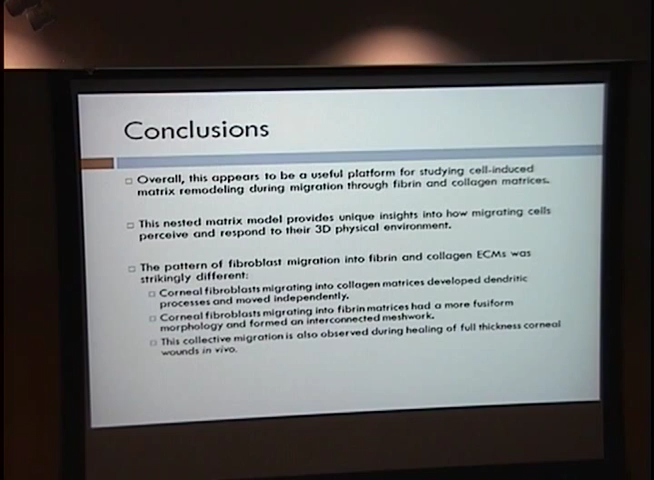 Conclusions
Overall, this appears to be a useful platform for studying cell-induced
matrix remodeling during migration through fibrin and collagen matrices.
This nested matrix model provides unique insights into how migrating cells
perceive and respond to their 3D physical environment.
The pattern of fibroblast migration into fibrin and collagen ECMs was
strikingly different:
Corneal fibroblasts migrating into collagen matrices developed dendritic
processes and moved independently.
Corneal fibroblasts migrating into fibrin matrices had a more fusiform
morphology and formed an interconnected meshwork.
This collective migration is also observed during healing of full thickness corneal
wounds in vivo.